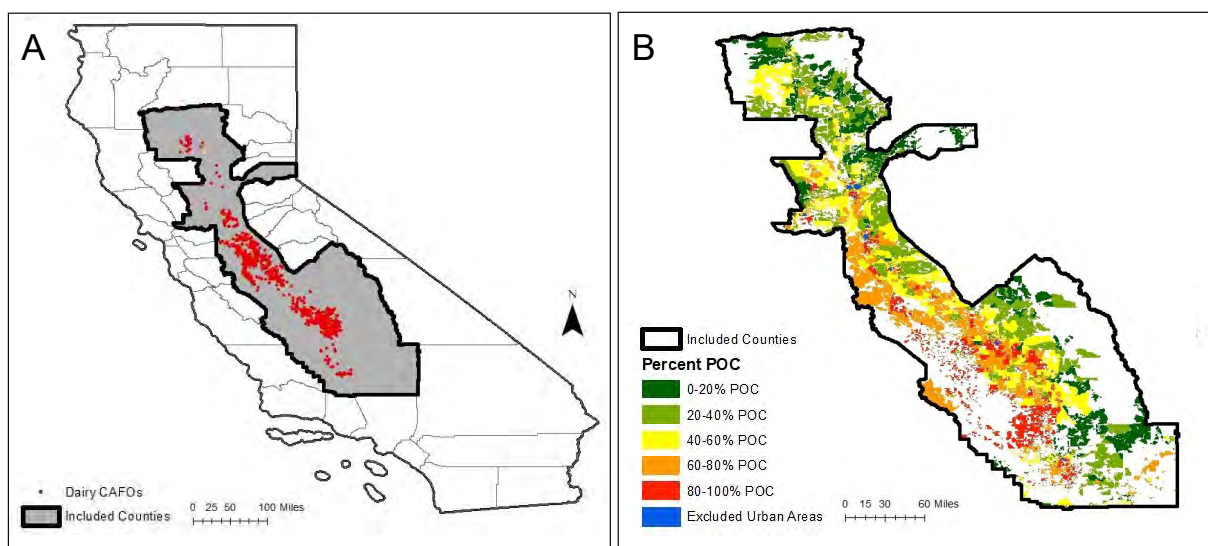 A
N
Dairy CAFOs
Included Counties
0 25 50 100 Miles
B
Included Counties
Percent POC
0-20% POC
20-40% POC
40-60% POC
60-80% POC
80-100% POC
Excluded Urban Areas
0 15 30 60 Miles